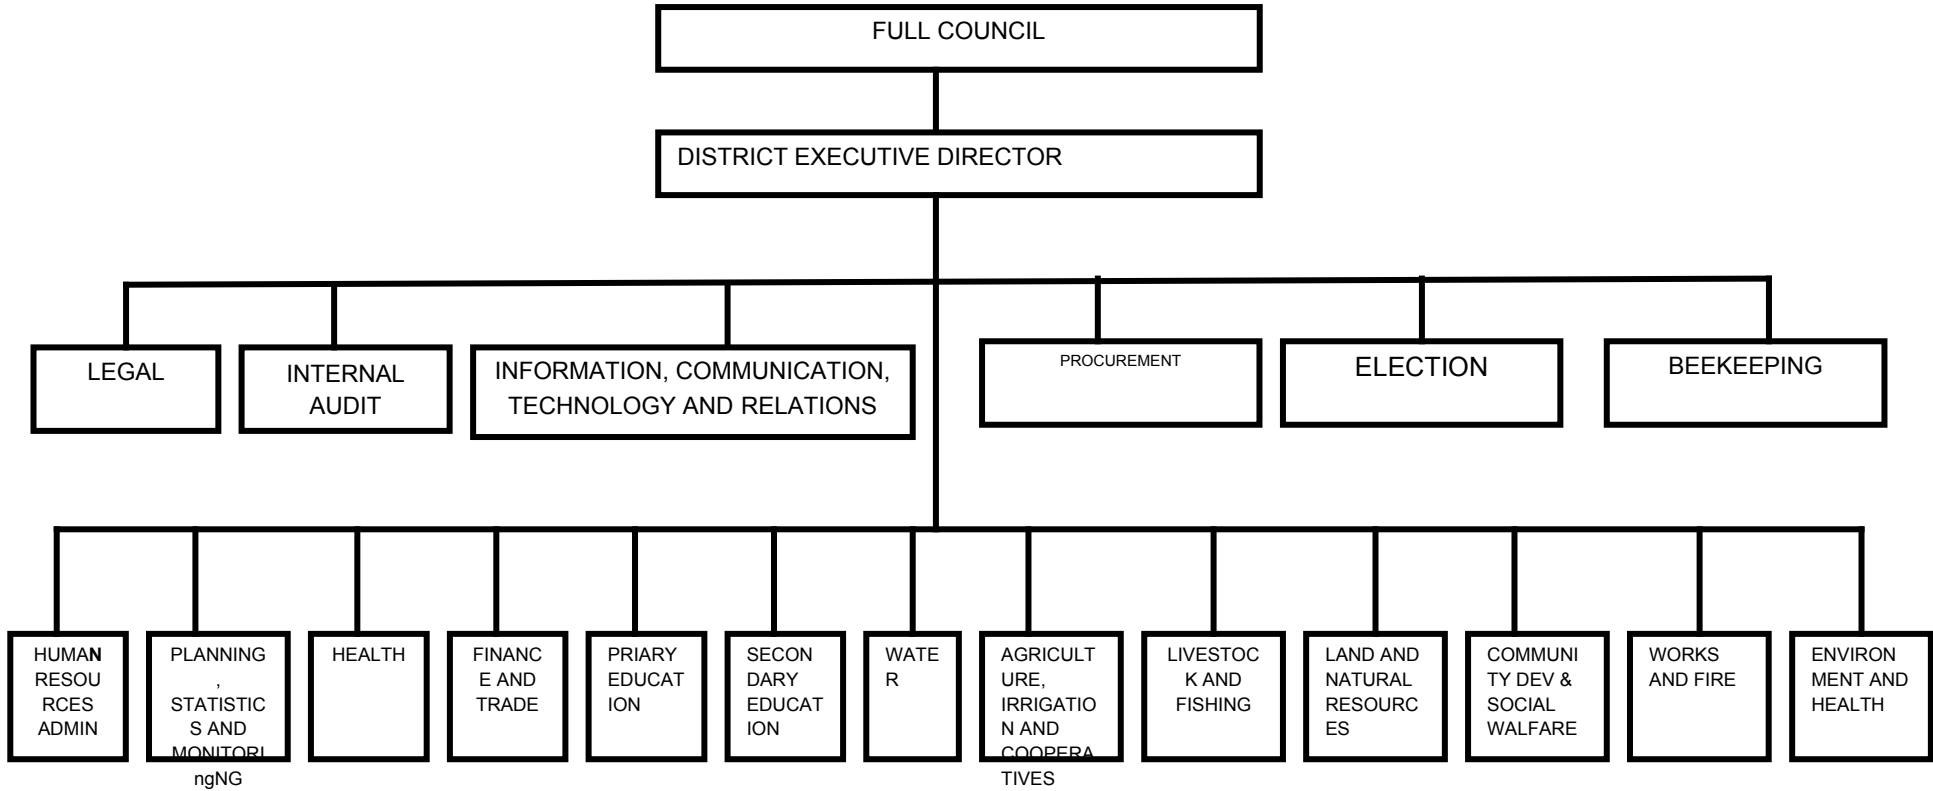 FULL COUNCIL
DISTRICT EXECUTIVE DIRECTOR
LEGAL
INTERNAL
AUDIT
INFORMATION, COMMUNICATION,
TECHNOLOGY AND RELATIONS
PROCUREMENT
ELECTION
BEEKEEPING
HUMAN
RESOU
RCES
ADMIN
PLANNING
,
STATISTIC
S AND
MONITORI
ngNG
HEALTH
FINANC
E AND
TRADE
PRIARY
EDUCAT
ION
SECON
DARY
EDUCAT
ION
WATE
R
AGRICULT
URE,
IRRIGATIO
N AND
COOPERA
TIVES
LIVESTOC
K AND
FISHING
LAND AND
NATURAL
RESOURC
ES
COMMUNI
TY DEV &
SOCIAL
WALFARE
WORKS
AND FIRE
ENVIRON
MENT AND
HEALTH